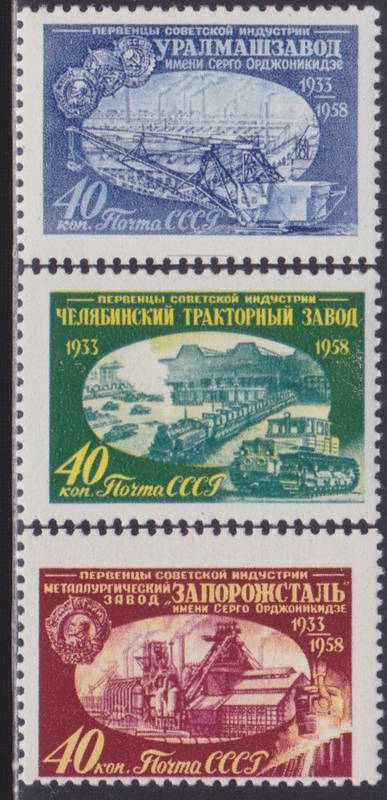 ПЕРВЕНЦЫ СОВЕТСКОЙ ИНДУСТРИИ
УРАЛМАШЗАВОД
ИМЕНИ СЕРГО ОРДЖОНИКИДЗЕ
1933
1958
40
коп. Почта СССР
ПЕРВЕНЦЫ СОВЕТСКОЙ ИНДУСТРИИ
ЧЕЛЯБИНСКИЙ ТРАКТОРНЫЙ ЗАВОД
1933 1958
40
коп. Почта СССР
ПЕРВЕНЦЫ СОВЕТСКОЙ ИНДУСТРИИ
МЕТАЛЛУРГИЧЕСКИЙ
ЗАВОД „ЗАПОРОЖСТАЛЬ"
ИМЕНИ СЕРГО ОРДЖОНИКИДЗЕ
1933
1958
40 коп. Почта СССР